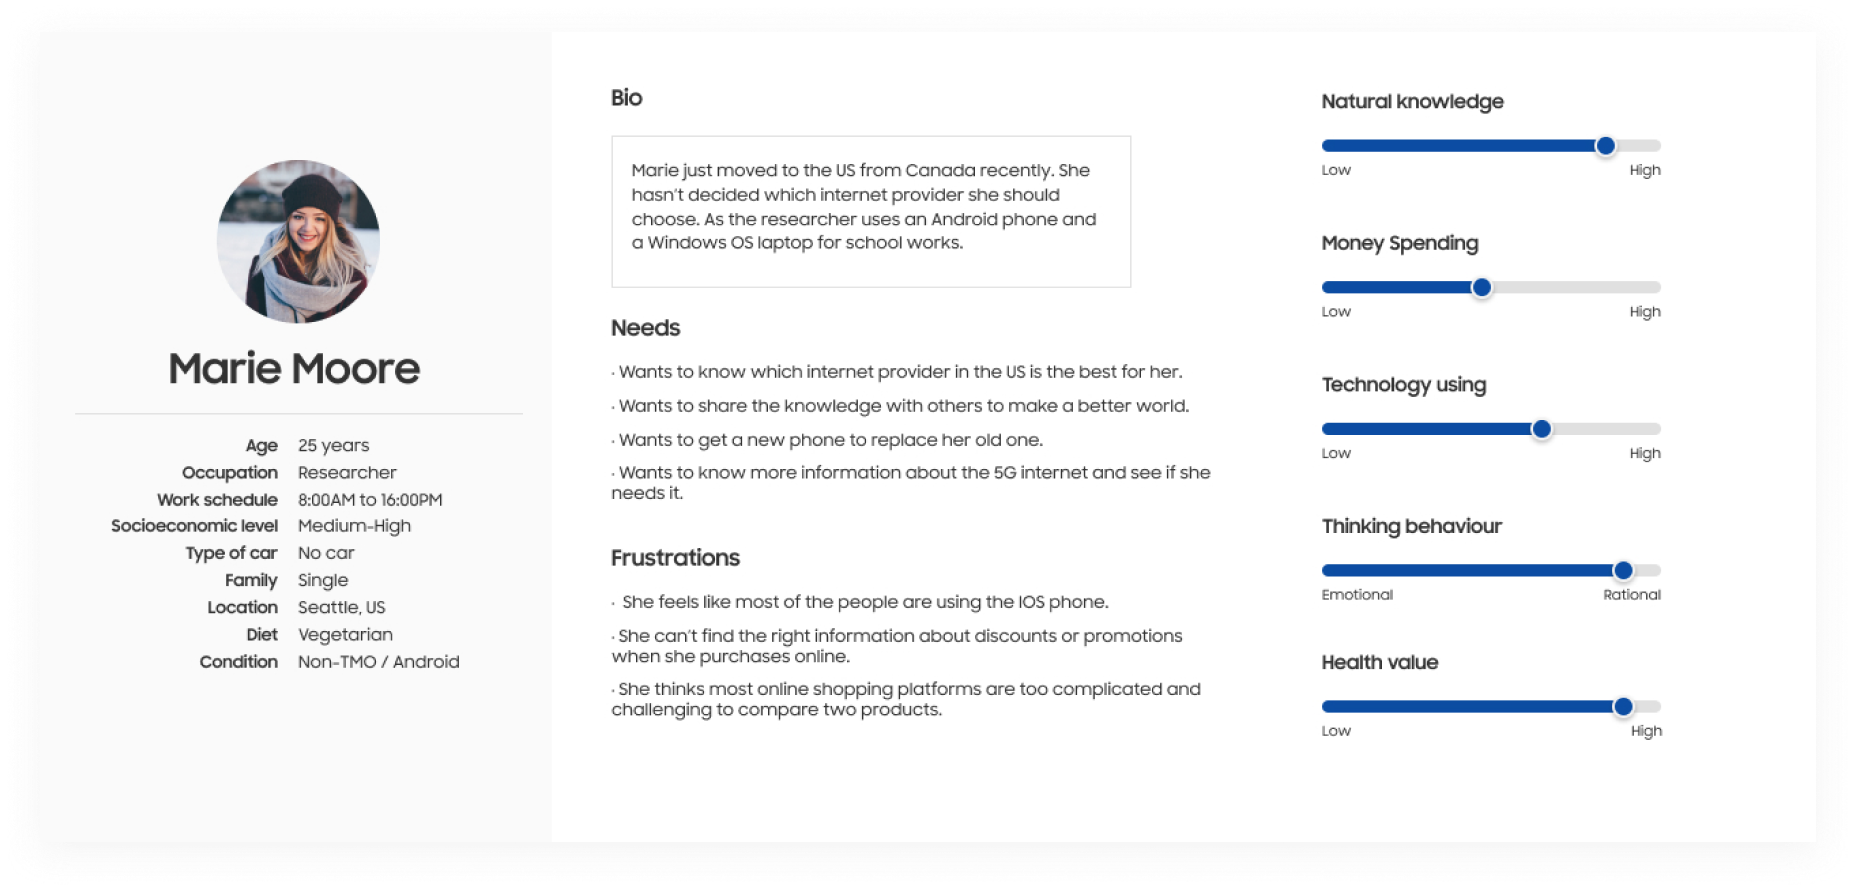 Marie Moore
Age 25 years
Occupation Researcher
Work schedule 8:00AM to 16:00PM
Socioeconomic level Medium-High
Type of car No car
Family Single
Location Seattle, US
Diet Vegetarian
Condition Non-TMO / Android
Bio
Marie just moved to the US from Canada recently. She
hasn't decided which internet provider she should
choose. As the researcher uses an Android phone and
a Windows OS laptop for school works.
Needs
· Wants to know which internet provider in the US is the best for her.
· Wants to share the knowledge with others to make a better world.
· Wants to get a new phone to replace her old one.
· Wants to know more information about the 5G internet and see if she
needs it.
Frustrations
· She feels like most of the people are using the IOS phone.
· She can't find the right information about discounts or promotions
when she purchases online.
· She thinks most online shopping platforms are too complicated and
challenging to compare two products.
Natural knowledge
Low High
Money Spending
Low High
Technology using
Low High
Thinking behaviour
Emotional Rational
Health value
Low High